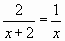 2/(x+2) = 1/x